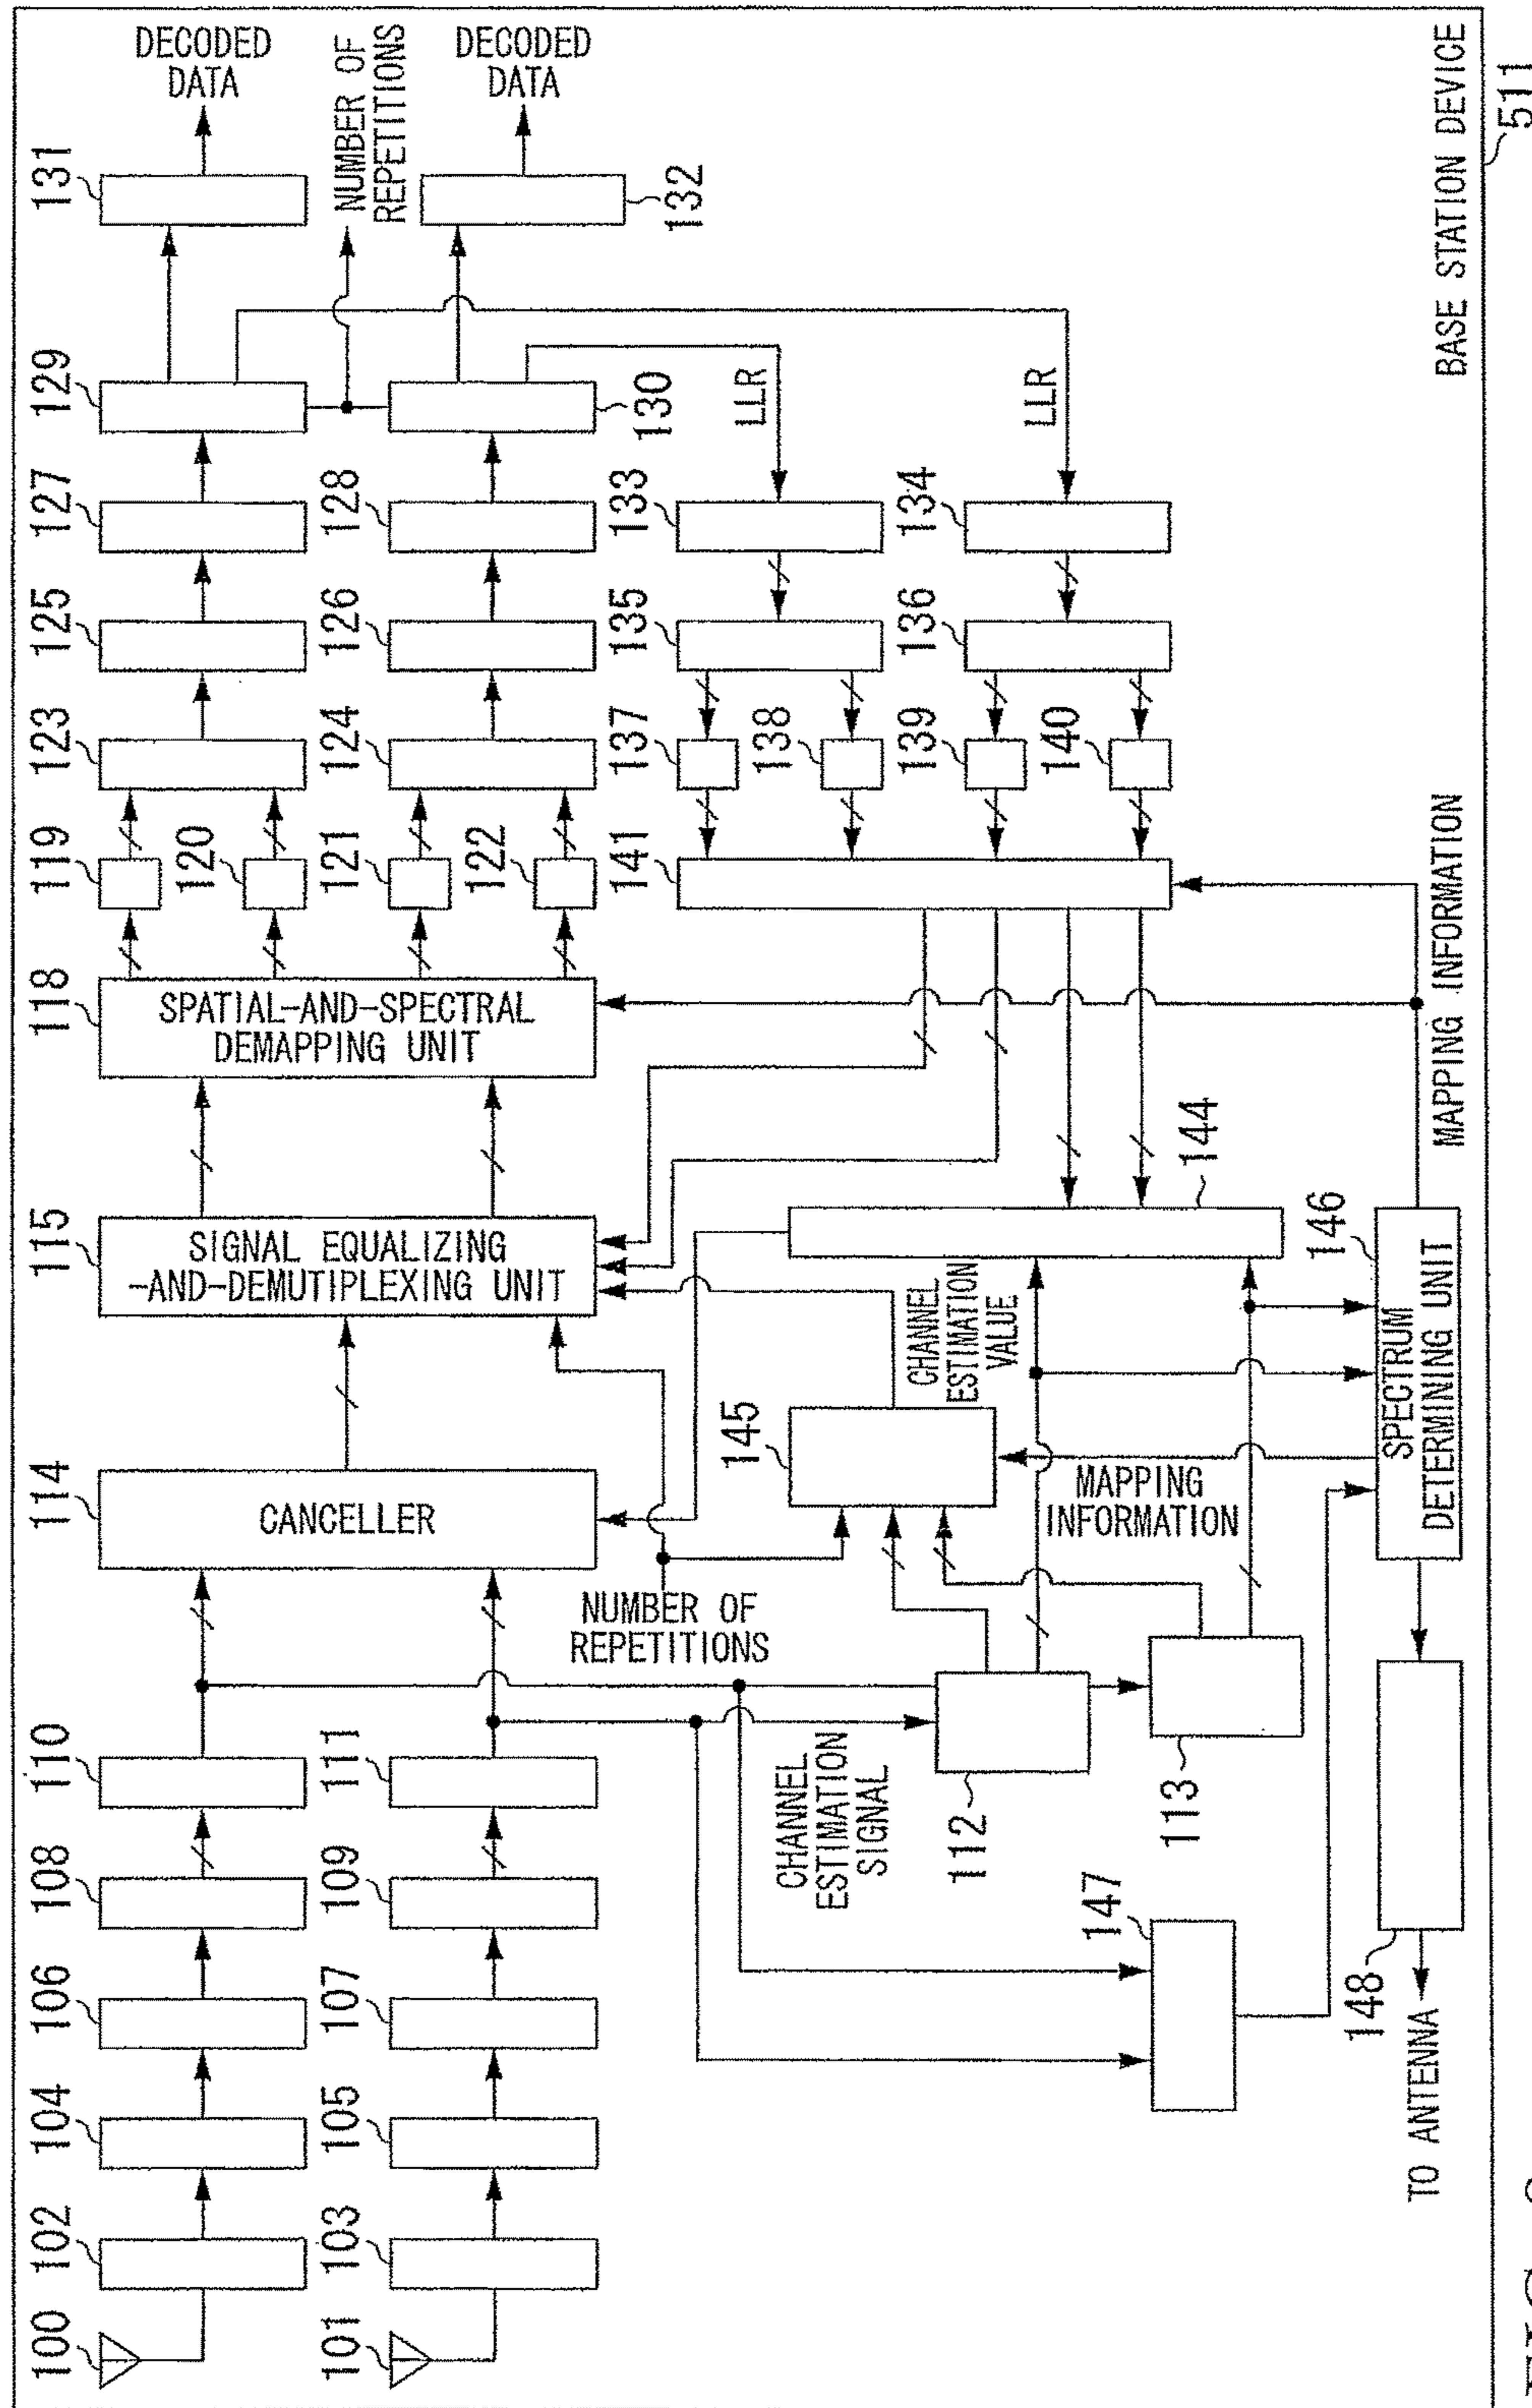 100
102
104
106
108
110
114
CANCELLER
115
SIGNAL EQUALIZING
-AND-DEMUTIPLEXING UNIT
118
SPATIAL-AND-SPECTRAL
DEMAPPING UNIT
119
120
121
122
123
125
127
129
131
DECODED
DATA
NUMBER OF
REPETITIONS
DECODED
DATA
132
101
103
105
107
109
111
124
126
128
130
LLR
133
135
137
138
141
LLR
134
136
139
140
NUMBER OF
REPETITIONS
CHANNEL
ESTIMATION
SIGNAL
112
113
145
CHANNEL
ESTIMATION
VALUE
144
MAPPING
INFORMATION
147
146
SPECTRUM
DETERMINING UNIT
148
TO ANTENNA
MAPPING INFORMATION
BASE STATION DEVICE
511